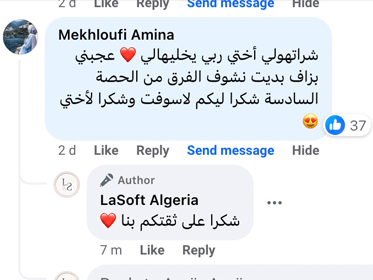 2 d Like Reply Send message Hide
Mekhloufi Amina
شراتهولي أختي ربي يخليهالي ❤️ عجبني
بزاف بديت نشوف الفرق من الحصة
السادسة شكرا ليكم لاسوفت وشكرا لأختي
😍
37
2 d Like Reply Send message Hide
Author
LaSoft Algeria
شكرا على ثقتكم بنا ❤️
7 m Like Reply